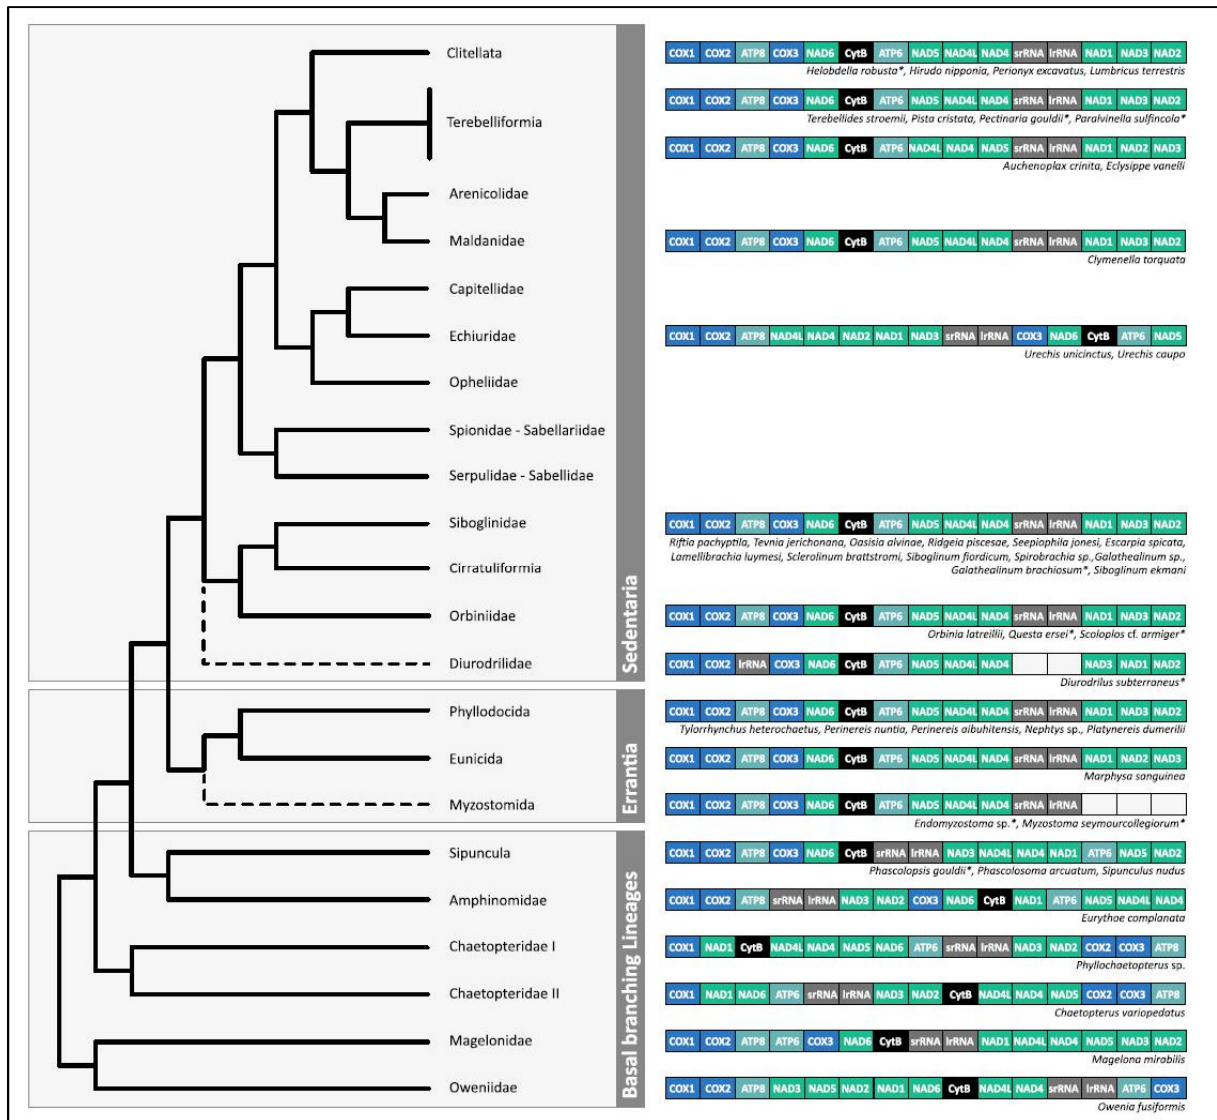 Clitellata
COX1 COX2 ATP8 COX3 NAD6 CytB ATP6 NAD5 NAD4L NAD4 srRNA lrRNA NAD1 NAD3 NAD2
Helobdella robusta*, Hirudo nipponia, Perionyx excavatus, Lumbricus terrestris
Terebelliformia
COX1 COX2 ATP8 COX3 NAD6 CytB ATP6 NAD5 NAD4L NAD4 srRNA lrRNA NAD1 NAD3 NAD2
Terebellides stroemii, Pista cristata, Pectinaria gouldii*, Paralvinella sulfincola*
COX1 COX2 ATP8 COX3 NAD6 CytB ATP6 NAD4L NAD4 NAD5 srRNA lrRNA NAD1 NAD2 NAD3
Auchenoplax crinita, Eclysippe vanelli
Arenicolidae
Maldanidae
COX1 COX2 ATP8 COX3 NAD6 CytB ATP6 NAD5 NAD4L NAD4 srRNA lrRNA NAD1 NAD3 NAD2
Clymenella torquata
Capitellidae
Echiuridae
COX1 COX2 ATP8 NAD4L NAD4 NAD2 NAD1 NAD3 srRNA lrRNA COX3 NAD6 CytB ATP6 NAD5
Urechis unicinctus, Urechis caupo
Opheliidae
Spionidae - Sabellariidae
Serpulidae - Sabellidae
Siboglinidae
COX1 COX2 ATP8 COX3 NAD6 CytB ATP6 NAD5 NAD4L NAD4 srRNA lrRNA NAD1 NAD3 NAD2
Riftia pachyptila, Tevnia jerichonana, Oasisia alvinae, Ridgeia piscesae, Seepiophila jonesi, Escarpia spicata,
Lamellibrachia luymesi, Sclerolinum brattstromi, Siboglinum fiordicum, Spirobrachia sp.,Galathealinum sp.,
Galathealinum brachiosum*, Siboglinum ekmani
Cirratuliformia
Orbiniidae
COX1 COX2 ATP8 COX3 NAD6 CytB ATP6 NAD5 NAD4L NAD4 srRNA lrRNA NAD1 NAD3 NAD2
Orbinia latreillii, Questa ersei*, Scoloplos cf. armiger*
Diurodrilidae
COX1 COX2 lrRNA COX3 NAD6 CytB ATP6 NAD5 NAD4L NAD4 NAD3 NAD1 NAD2
Diurodrilus subterraneus*
Sedentaria
Phyllodocida
COX1 COX2 ATP8 COX3 NAD6 CytB ATP6 NAD5 NAD4L NAD4 srRNA lrRNA NAD1 NAD3 NAD2
Tylorrhynchus heterochaetus, Perinereis nuntia, Perinereis aibuhitensis, Nephtys sp., Platynereis dumerilii
Eunicida
COX1 COX2 ATP8 COX3 NAD6 CytB ATP6 NAD5 NAD4L NAD4 srRNA lrRNA NAD1 NAD2 NAD3
Marphysa sanguinea
Myzostomida
COX1 COX2 ATP8 COX3 NAD6 CytB ATP6 NAD5 NAD4L NAD4 srRNA lrRNA
Endomyzostoma sp.*, Myzostoma seymourcollegiorum*
Errantia
Sipuncula
COX1 COX2 ATP8 COX3 NAD6 CytB srRNA lrRNA NAD3 NAD4L NAD4 NAD1 ATP6 NAD5 NAD2
Phascolopsis gouldii*, Phascolosoma arcuatum, Sipunculus nudus
Amphinomidae
COX1 COX2 ATP8 srRNA lrRNA NAD3 NAD2 COX3 NAD6 CytB NAD1 ATP6 NAD5 NAD4L NAD4
Eurythoe complanata
Chaetopteridae I
COX1 NAD1 CytB NAD4L NAD4 NAD5 NAD6 ATP6 srRNA lrRNA NAD3 NAD2 COX2 COX3 ATP8
Phyllochaetopterus sp.
Chaetopteridae II
COX1 NAD1 NAD6 ATP6 srRNA lrRNA NAD3 NAD2 CytB NAD4L NAD4 NAD5 COX2 COX3 ATP8
Chaetopterus variopedatus
Magelonidae
COX1 COX2 ATP8 ATP6 COX3 NAD6 CytB srRNA lrRNA NAD1 NAD4L NAD4 NAD5 NAD3 NAD2
Magelona mirabilis
Oweniidae
COX1 COX2 ATP8 NAD3 NAD5 NAD2 NAD1 NAD6 CytB NAD4L NAD4 srRNA lrRNA ATP6 COX3
Owenia fusiformis
Basal branching Lineages